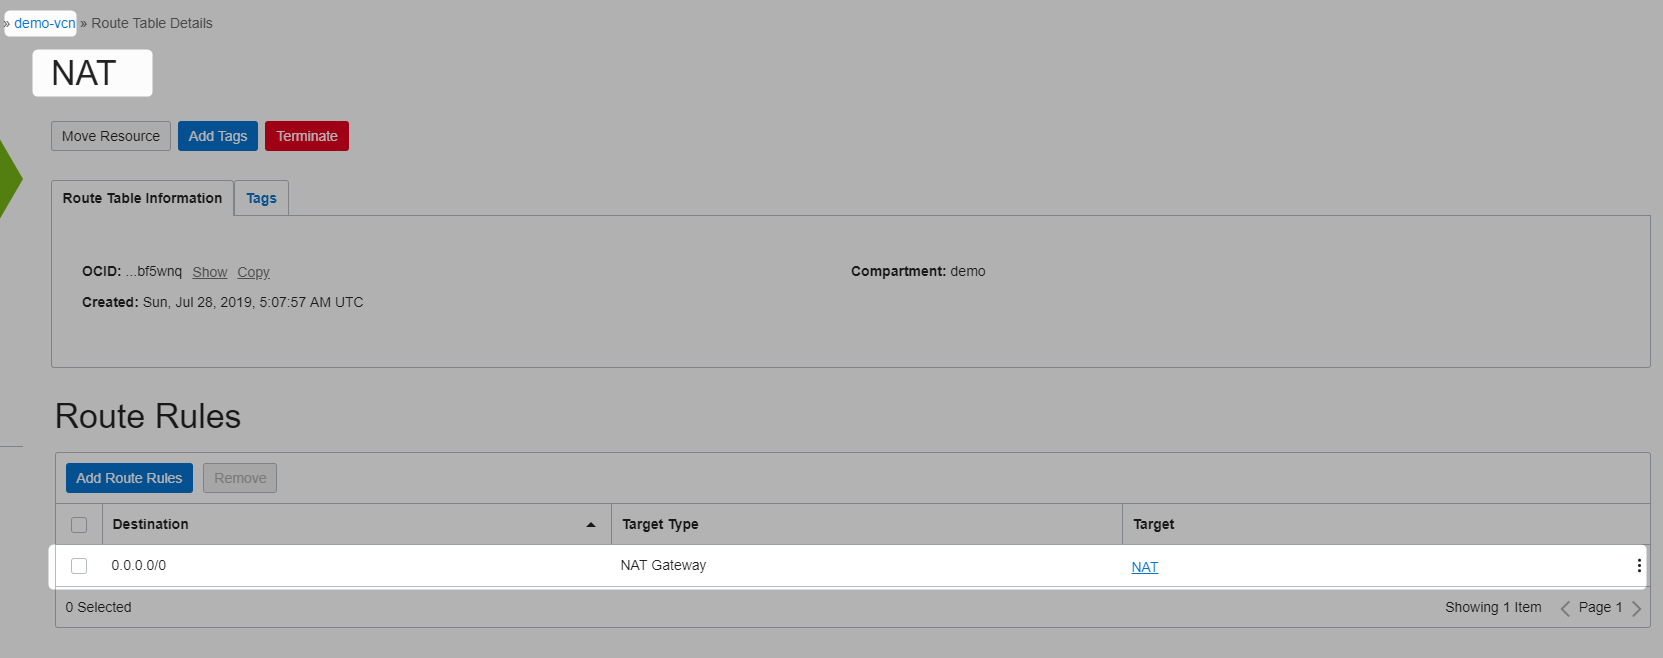 » demo-vcn » Route Table Details
NAT
Move Resource Add Tags Terminate
Route Table Information Tags
OCID: ...bf5wnq Show Copy Compartment: demo
Created: Sun, Jul 28, 2019, 5:07:57 AM UTC
Route Rules
Add Route Rules Remove
Destination Target Type Target
0.0.0.0/0 NAT Gateway NAT
0 Selected Showing 1 Item Page 1